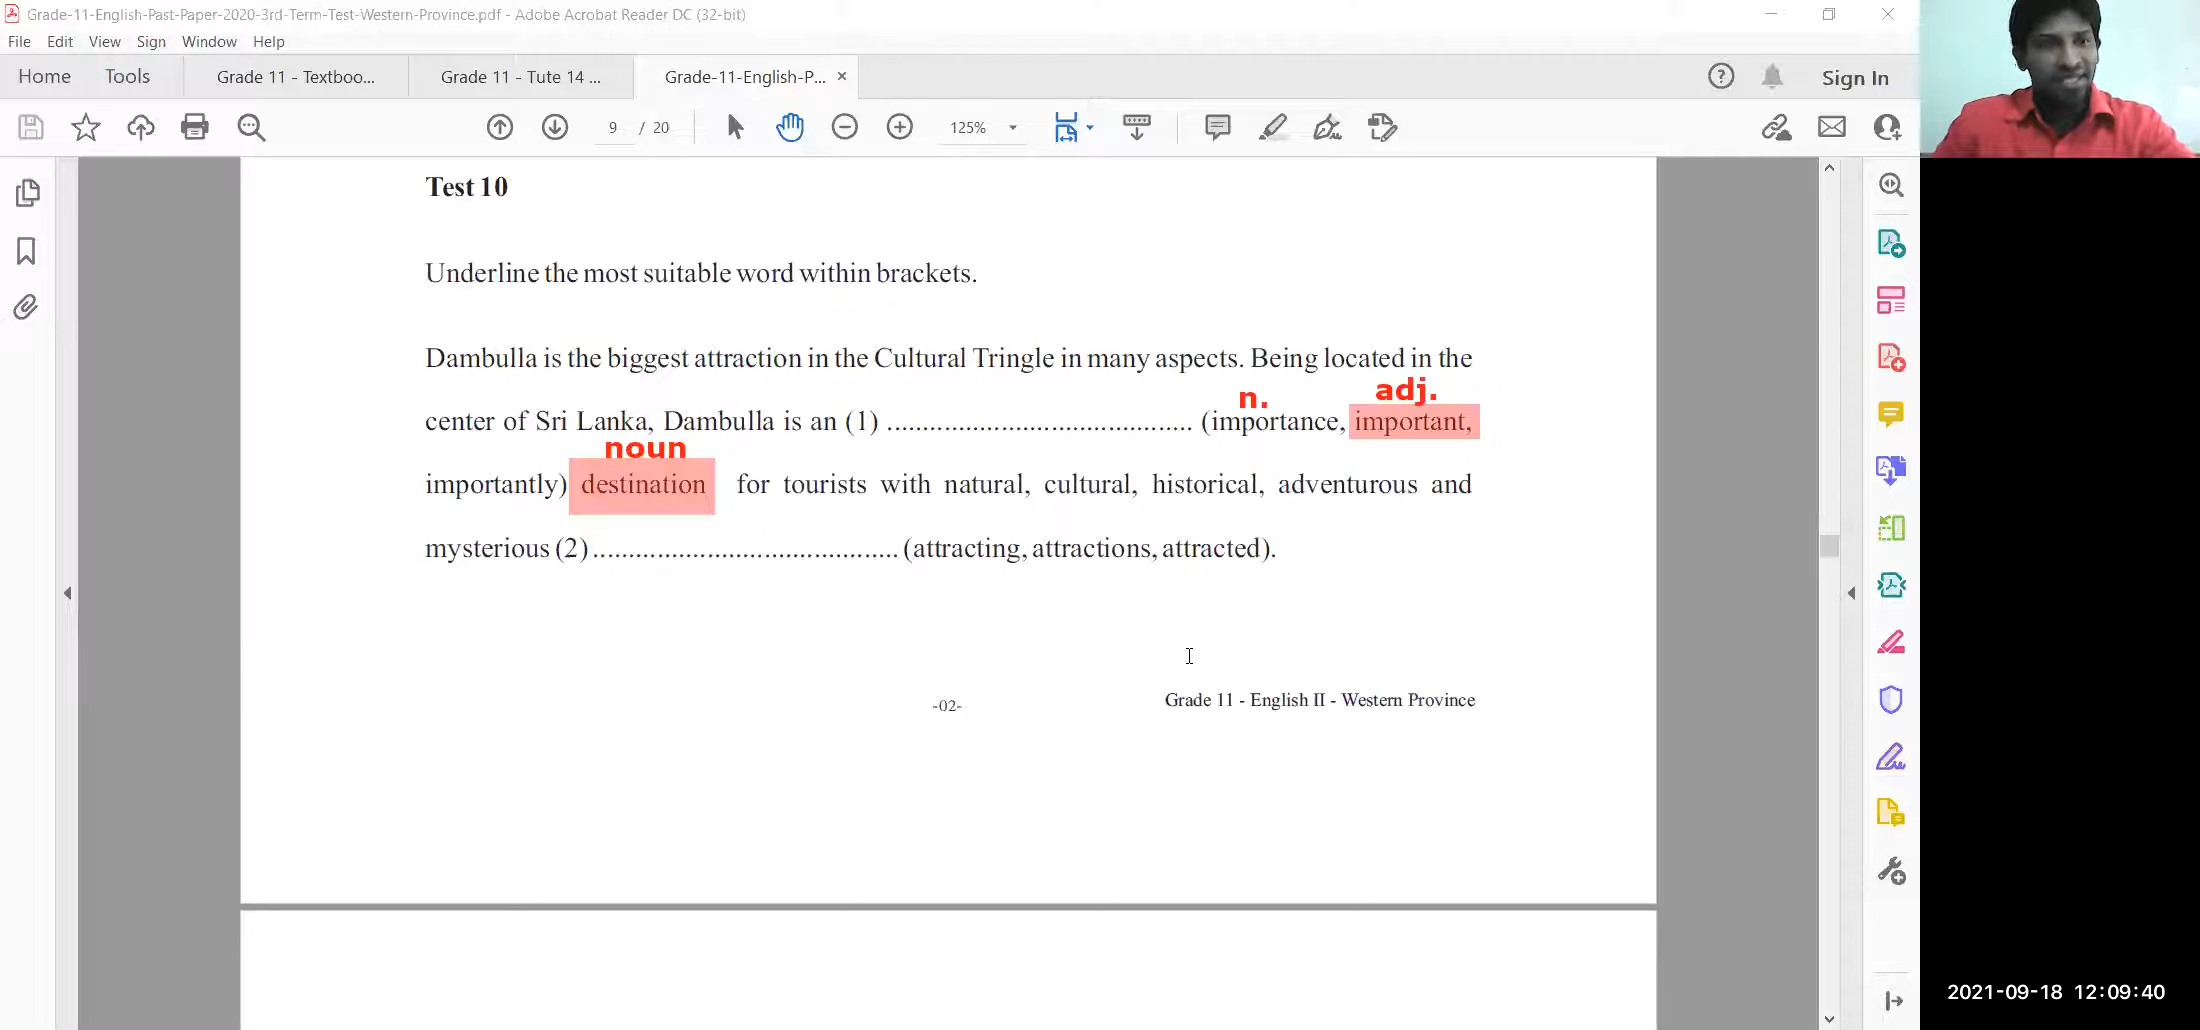 Grade-11-English-Past-Paper-2020-3rd-Term-Test-Western-Province.pdf - Adobe Acrobat Reader DC (32-bit)
File Edit View Sign Window Help
Home Tools Grade 11 - Textboo... Grade 11 - Tute 14 ... Grade-11-English-P... × Sign In
9 / 20 125%
Test 10
Underline the most suitable word within brackets.
Dambulla is the biggest attraction in the Cultural Tringle in many aspects. Being located in the
n. adj.
center of Sri Lanka, Dambulla is an (1) ........................................... (importance, important,
noun
importantly) destination for tourists with natural, cultural, historical, adventurous and
mysterious (2) ........................................... (attracting, attractions, attracted).
-02- Grade 11 - English II - Western Province
2021-09-18 12:09:40